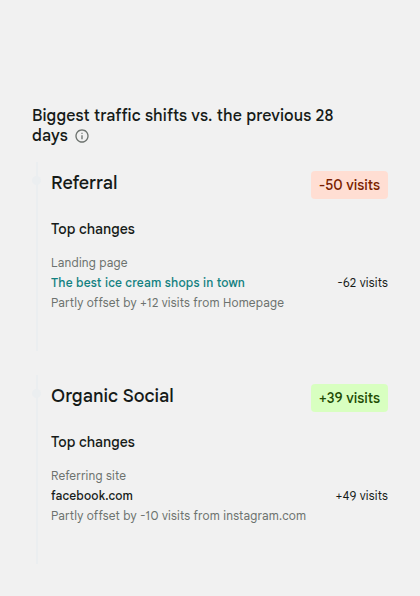 Biggest traffic shifts vs. the previous 28
days
Referral
-50 visits
Top changes
Landing page
The best ice cream shops in town
-62 visits
Partly offset by +12 visits from Homepage
Organic Social
+39 visits
Top changes
Referring site
facebook.com
+49 visits
Partly offset by -10 visits from instagram.com